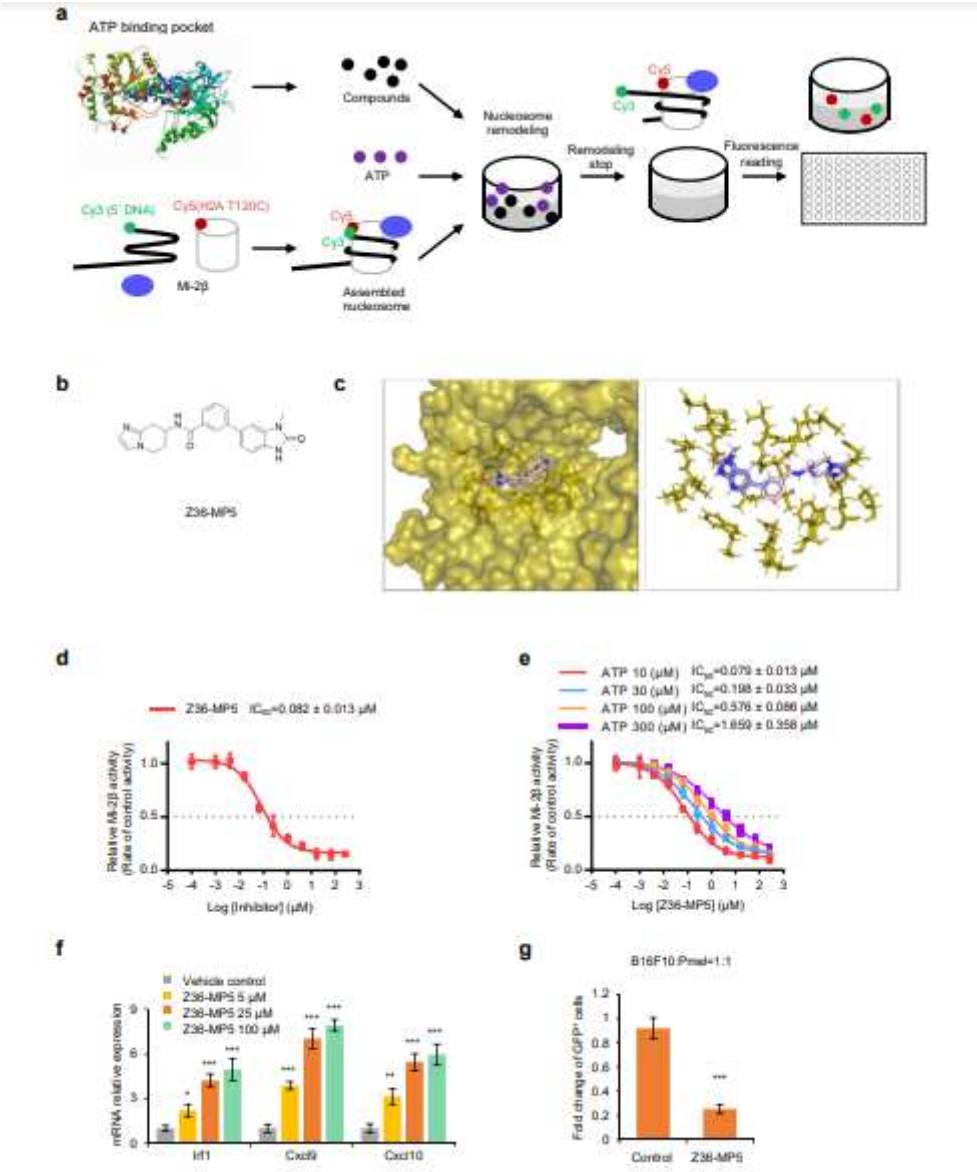 a
ATP binding pocket
Compounds
ATP
Cy3 (5' DNA)
Cy5(H2A T120C)
Mi-2β
Cy5
Cy3
Assembled
nucleosome
Nucleosome
remodeling
Remodeling
stop
Cy5
Cy3
Fluorescence
reading
b
N
N
H
N
O
N
O
N
H
Z36-MP5
c
d
Z36-MP5 IC50=0.082 ± 0.013 µM
Relative Mi-2β activity
(Rate of control activity)
1.0
0.5
0.0
-5 -4 -3 -2 -1 0 1 2 3
Log [Inhibitor] (µM)
e
ATP 10 (µM) IC50=0.079 ± 0.013 µM
ATP 30 (µM) IC50=0.198 ± 0.033 µM
ATP 100 (µM) IC50=0.576 ± 0.086 µM
ATP 300 (µM) IC50=1.659 ± 0.358 µM
Relative Mi-2β activity
(Rate of control activity)
1.0
0.5
0.0
-5 -4 -3 -2 -1 0 1 2 3
Log [Z36-MP5] (µM)
f
Vehicle control
Z36-MP5 5 µM
Z36-MP5 25 µM
Z36-MP5 100 µM
mRNA relative expression
9
6
3
0
* *** ***
*** *** ***
** *** ***
Irf1 Cxcl9 Cxcl10
g
B16F10:Pmel=1:1
Fold change of GFP+ cells
1.2
1
0.8
0.6
0.4
0.2
0
***
Control Z36-MP5